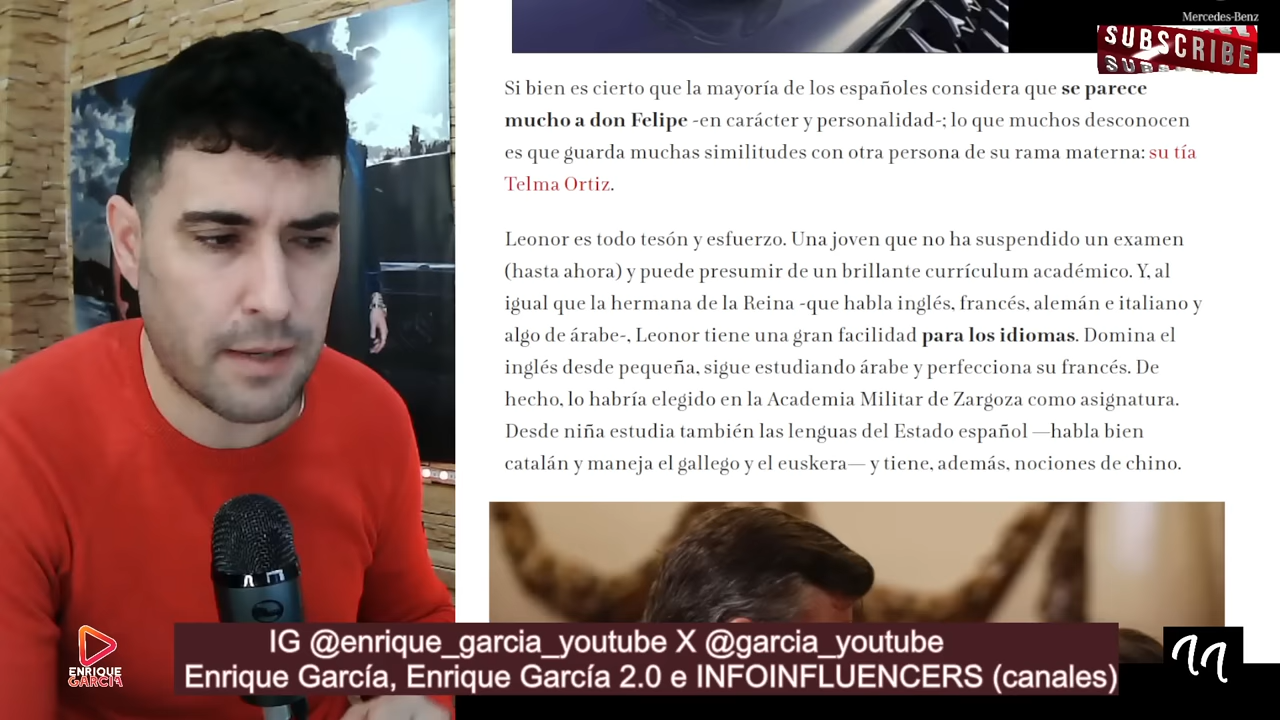 Mercedes-Benz
SUBSCRIBE
Si bien es cierto que la mayoría de los españoles considera que se parece
mucho a don Felipe -en carácter y personalidad-; lo que muchos desconocen
es que guarda muchas similitudes con otra persona de su rama materna: su tía
Telma Ortiz.
Leonor es todo tesón y esfuerzo. Una joven que no ha suspendido un examen
(hasta ahora) y puede presumir de un brillante currículum académico. Y, al
igual que la hermana de la Reina -que habla inglés, francés, alemán e italiano y
algo de árabe-, Leonor tiene una gran facilidad para los idiomas. Domina el
inglés desde pequeña, sigue estudiando árabe y perfecciona su francés. De
hecho, lo habría elegido en la Academia Militar de Zargoza como asignatura.
Desde niña estudia también las lenguas del Estado español —habla bien
catalán y maneja el gallego y el euskera— y tiene, además, nociones de chino.
IG @enrique_garcia_youtube X @garcia_youtube
Enrique García, Enrique García 2.0 e INFOINFLUENCERS (canales)
ENRIQUE
GARCÍA